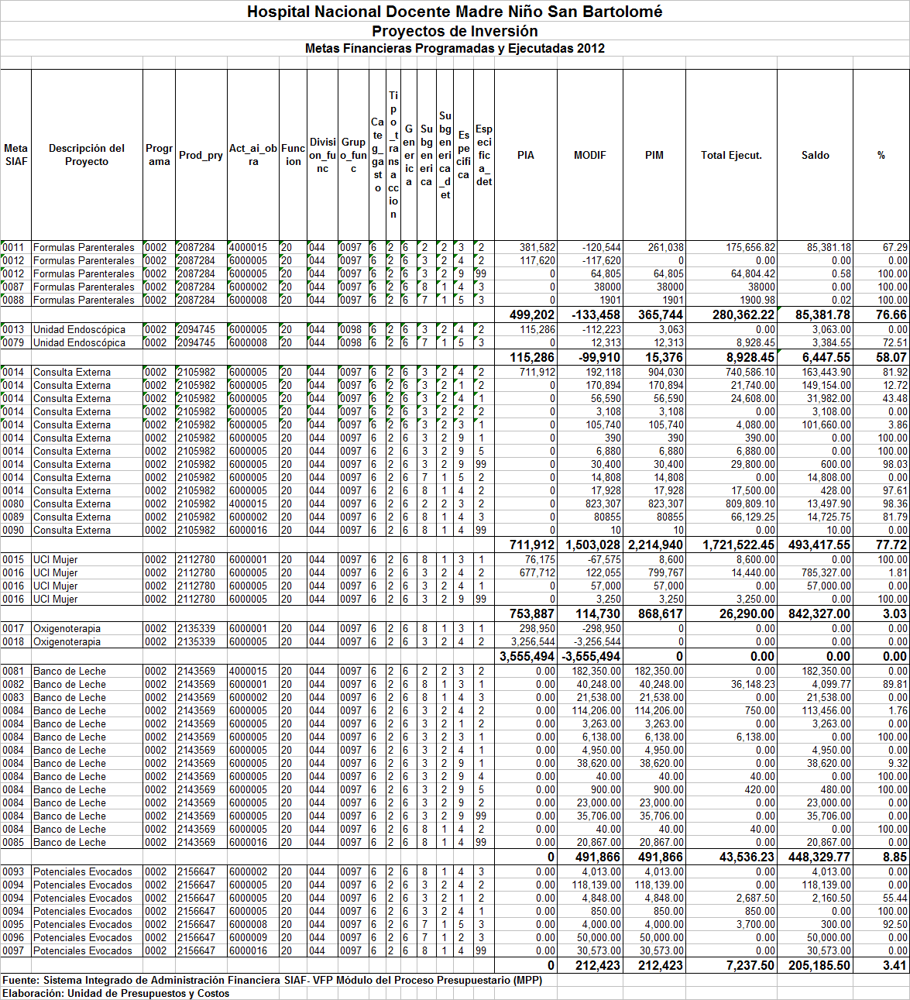 Hospital Nacional Docente Madre Niño San Bartolomé
Proyectos de Inversión
Metas Financieras Programadas y Ejecutadas 2012
Meta SIAF Descripción del Proyecto Programa Prod_pry Act_ai_obra Funcion Division_func Grupo_func Categ_gasto Tipo_transaccion Generica Subgenerica Subgenerica_det Especifica Especifica_det PIA MODIF PIM Total Ejecut. Saldo %
0011 Formulas Parenterales 0002 2087284 4000015 20 044 0097 6 2 6 2 2 3 2 381,582 -120,544 261,038 175,656.82 85,381.18 67.29
0012 Formulas Parenterales 0002 2087284 6000005 20 044 0097 6 2 6 3 2 4 2 117,620 -117,620 0 0.00 0.00 0.00
0012 Formulas Parenterales 0002 2087284 6000005 20 044 0097 6 2 6 3 2 9 99 0 64,805 64,805 64,804.42 0.58 100.00
0087 Formulas Parenterales 0002 2087284 6000002 20 044 0097 6 2 6 8 1 4 3 0 38000 38000 38000 0.00 100.00
0088 Formulas Parenterales 0002 2087284 6000008 20 044 0097 6 2 6 7 1 5 3 0 1901 1901 1900.98 0.02 100.00
499,202 -133,458 365,744 280,362.22 85,381.78 76.66
0013 Unidad Endoscópica 0002 2094745 6000005 20 044 0098 6 2 6 3 2 4 2 115,286 -112,223 3,063 0.00 3,063.00 0.00
0079 Unidad Endoscópica 0002 2094745 6000008 20 044 0098 6 2 6 7 1 5 3 0 12,313 12,313 8,928.45 3,384.55 72.51
115,286 -99,910 15,376 8,928.45 6,447.55 58.07
0014 Consulta Externa 0002 2105982 6000005 20 044 0097 6 2 6 3 2 4 2 711,912 192,118 904,030 740,586.10 163,443.90 81.92
0014 Consulta Externa 0002 2105982 6000005 20 044 0097 6 2 6 3 2 1 2 0 170,894 170,894 21,740.00 149,154.00 12.72
0014 Consulta Externa 0002 2105982 6000005 20 044 0097 6 2 6 3 2 4 1 0 56,590 56,590 24,608.00 31,982.00 43.48
0014 Consulta Externa 0002 2105982 6000005 20 044 0097 6 2 6 3 2 2 2 0 3,108 3,108 0.00 3,108.00 0.00
0014 Consulta Externa 0002 2105982 6000005 20 044 0097 6 2 6 3 2 3 1 0 105,740 105,740 4,080.00 101,660.00 3.86
0014 Consulta Externa 0002 2105982 6000005 20 044 0097 6 2 6 3 2 9 1 0 390 390 390.00 0.00 100.00
0014 Consulta Externa 0002 2105982 6000005 20 044 0097 6 2 6 3 2 9 5 0 6,880 6,880 6,880.00 0.00 100.00
0014 Consulta Externa 0002 2105982 6000005 20 044 0097 6 2 6 3 2 9 99 0 30,400 30,400 29,800.00 600.00 98.03
0014 Consulta Externa 0002 2105982 6000005 20 044 0097 6 2 6 7 1 5 2 0 14,808 14,808 0.00 14,808.00 0.00
0014 Consulta Externa 0002 2105982 6000005 20 044 0097 6 2 6 8 1 4 2 0 17,928 17,928 17,500.00 428.00 97.61
0080 Consulta Externa 0002 2105982 4000015 20 044 0097 6 2 6 2 2 3 2 0 823,307 823,307 809,809.10 13,497.90 98.36
0089 Consulta Externa 0002 2105982 6000002 20 044 0097 6 2 6 8 1 4 3 0 80855 80855 66,129.25 14,725.75 81.79
0090 Consulta Externa 0002 2105982 6000016 20 044 0097 6 2 6 8 1 4 99 0 10 10 0.00 10.00 0.00
711,912 1,503,028 2,214,940 1,721,522.45 493,417.55 77.72
0015 UCI Mujer 0002 2112780 6000001 20 044 0097 6 2 6 8 1 3 1 76,175 -67,575 8,600 8,600.00 0.00 100.00
0016 UCI Mujer 0002 2112780 6000005 20 044 0097 6 2 6 3 2 4 2 677,712 122,055 799,767 14,440.00 785,327.00 1.81
0016 UCI Mujer 0002 2112780 6000005 20 044 0097 6 2 6 3 2 4 1 0 57,000 57,000 0.00 57,000.00 0.00
0016 UCI Mujer 0002 2112780 6000005 20 044 0097 6 2 6 3 2 9 99 0 3,250 3,250 3,250.00 0.00 100.00
753,887 114,730 868,617 26,290.00 842,327.00 3.03
0017 Oxigenoterapia 0002 2135339 6000001 20 044 0097 6 2 6 8 1 3 1 298,950 -298,950 0 0.00 0.00 0.00
0018 Oxigenoterapia 0002 2135339 6000005 20 044 0097 6 2 6 3 2 4 2 3,256,544 -3,256,544 0 0.00 0.00 0.00
3,555,494 -3,555,494 0 0.00 0.00 0.00
0081 Banco de Leche 0002 2143569 4000015 20 044 0097 6 2 6 2 2 3 2 0.00 182,350.00 182,350.00 0.00 182,350.00 0.00
0082 Banco de Leche 0002 2143569 6000001 20 044 0097 6 2 6 8 1 3 1 0.00 40,248.00 40,248.00 36,148.23 4,099.77 89.81
0083 Banco de Leche 0002 2143569 6000002 20 044 0097 6 2 6 8 1 4 3 0.00 21,538.00 21,538.00 0.00 21,538.00 0.00
0084 Banco de Leche 0002 2143569 6000005 20 044 0097 6 2 6 3 2 4 2 0.00 114,206.00 114,206.00 750.00 113,456.00 1.76
0084 Banco de Leche 0002 2143569 6000005 20 044 0097 6 2 6 3 2 1 2 0.00 3,263.00 3,263.00 0.00 3,263.00 0.00
0084 Banco de Leche 0002 2143569 6000005 20 044 0097 6 2 6 3 2 3 1 0.00 6,138.00 6,138.00 6,138.00 0.00 100.00
0084 Banco de Leche 0002 2143569 6000005 20 044 0097 6 2 6 3 2 4 1 0.00 4,950.00 4,950.00 0.00 4,950.00 0.00
0084 Banco de Leche 0002 2143569 6000005 20 044 0097 6 2 6 3 2 9 1 0.00 38,620.00 38,620.00 0.00 38,620.00 9.32
0084 Banco de Leche 0002 2143569 6000005 20 044 0097 6 2 6 3 2 9 4 0.00 40.00 40.00 40.00 0.00 100.00
0084 Banco de Leche 0002 2143569 6000005 20 044 0097 6 2 6 3 2 9 5 0.00 900.00 900.00 420.00 480.00 100.00
0084 Banco de Leche 0002 2143569 6000005 20 044 0097 6 2 6 3 2 9 2 0.00 23,000.00 23,000.00 0.00 23,000.00 0.00
0084 Banco de Leche 0002 2143569 6000005 20 044 0097 6 2 6 3 2 9 99 0.00 35,706.00 35,706.00 0.00 35,706.00 0.00
0084 Banco de Leche 0002 2143569 6000005 20 044 0097 6 2 6 8 1 4 2 0.00 40.00 40.00 40.00 0.00 100.00
0085 Banco de Leche 0002 2143569 6000016 20 044 0097 6 2 6 8 1 4 99 0.00 20,867.00 20,867.00 0.00 20,867.00 0.00
0 491,866 491,866 43,536.23 448,329.77 8.85
0093 Potenciales Evocados 0002 2156647 6000002 20 044 0097 6 2 6 8 1 4 3 0.00 4,013.00 4,013.00 0.00 4,013.00 0.00
0094 Potenciales Evocados 0002 2156647 6000005 20 044 0097 6 2 6 3 2 4 2 0.00 118,139.00 118,139.00 0.00 118,139.00 0.00
0094 Potenciales Evocados 0002 2156647 6000005 20 044 0097 6 2 6 3 2 1 2 0.00 4,848.00 4,848.00 2,687.50 2,160.50 55.44
0094 Potenciales Evocados 0002 2156647 6000005 20 044 0097 6 2 6 3 2 4 1 0.00 850.00 850.00 850.00 0.00 100.00
0095 Potenciales Evocados 0002 2156647 6000008 20 044 0097 6 2 6 7 1 5 3 0.00 4,000.00 4,000.00 3,700.00 300.00 92.50
0096 Potenciales Evocados 0002 2156647 6000009 20 044 0097 6 2 6 7 1 2 3 0.00 50,000.00 50,000.00 0.00 50,000.00 0.00
0097 Potenciales Evocados 0002 2156647 6000016 20 044 0097 6 2 6 8 1 4 99 0.00 30,573.00 30,573.00 0.00 30,573.00 0.00
0 212,423 212,423 7,237.50 205,185.50 3.41
Fuente: Sistema Integrado de Administración Financiera SIAF- VFP Módulo del Proceso Presupuestario (MPP)
Elaboración: Unidad de Presupuestos y Costos